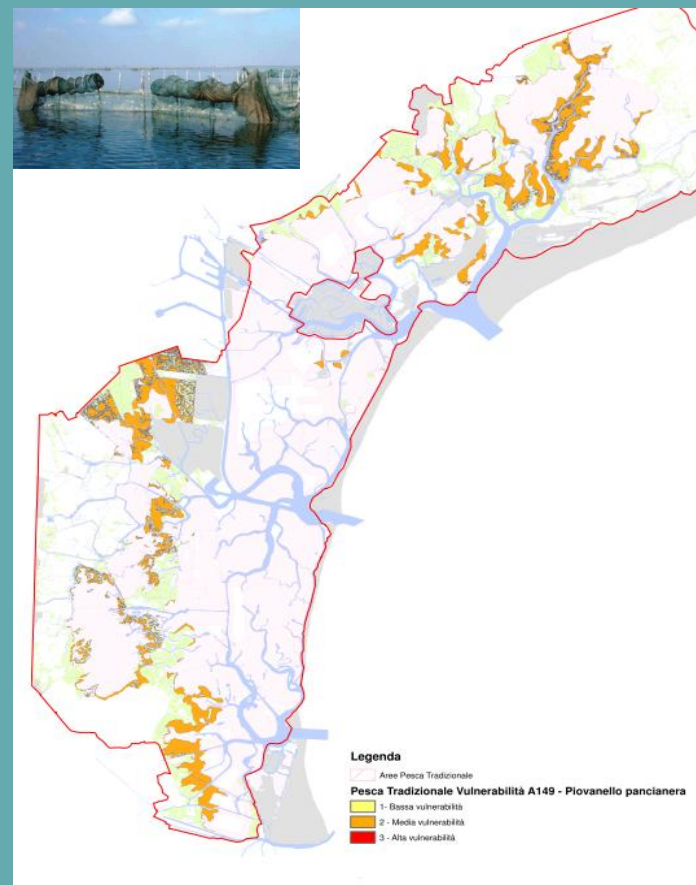 Legenda
Aree Pesca Tradizionale
Pesca Tradizionale Vulnerabilità A149 - Piovanello pancianera
1- Bassa vulnerabilità
2 - Media vulnerabilità
3 - Alta vulnerabilità